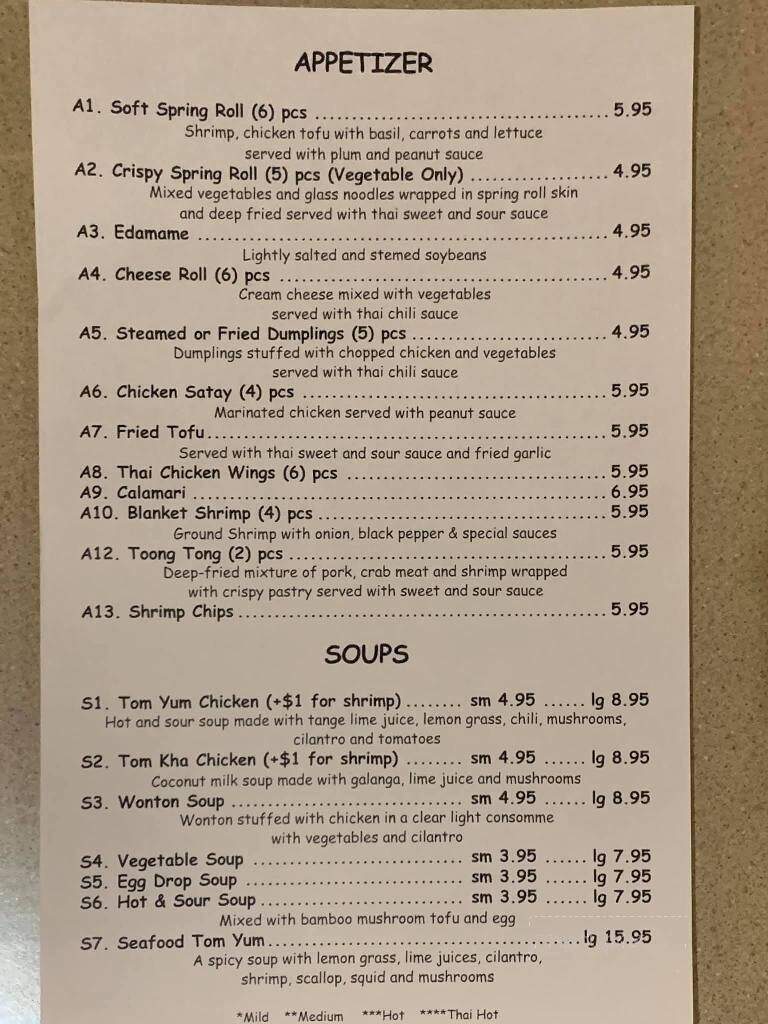 APPETIZER
A1. Soft Spring Roll (6) pcs ........................................ 5.95
Shrimp, chicken tofu with basil, carrots and lettuce
served with plum and peanut sauce
A2. Crispy Spring Roll (5) pcs (Vegetable Only) ................... 4.95
Mixed vegetables and glass noodles wrapped in spring roll skin
and deep fried served with thai sweet and sour sauce
A3. Edamame ........................................................ 4.95
Lightly salted and stemed soybeans
A4. Cheese Roll (6) pcs ............................................. 4.95
Cream cheese mixed with vegetables
served with thai chili sauce
A5. Steamed or Fried Dumplings (5) pcs ........................... 4.95
Dumplings stuffed with chopped chicken and vegetables
served with thai chili sauce
A6. Chicken Satay (4) pcs .......................................... 5.95
Marinated chicken served with peanut sauce
A7. Fried Tofu....................................................... 5.95
Served with thai sweet and sour sauce and fried garlic
A8. Thai Chicken Wings (6) pcs .................................... 5.95
A9. Calamari ......................................................... 6.95
A10. Blanket Shrimp (4) pcs ........................................ 5.95
Ground Shrimp with onion, black pepper & special sauces
A12. Toong Tong (2) pcs ............................................ 5.95
Deep-fried mixture of pork, crab meat and shrimp wrapped
with crispy pastry served with sweet and sour sauce
A13. Shrimp Chips ................................................... 5.95
SOUPS
S1. Tom Yum Chicken (+$1 for shrimp)........ sm 4.95 ...... lg 8.95
Hot and sour soup made with tange lime juice, lemon grass, chili, mushrooms,
cilantro and tomatoes
S2. Tom Kha Chicken (+$1 for shrimp) ........ sm 4.95 ...... lg 8.95
Coconut milk soup made with galanga, lime juice and mushrooms
S3. Wonton Soup ................................ sm 4.95 ...... lg 8.95
Wonton stuffed with chicken in a clear light consomme
with vegetables and cilantro
S4. Vegetable Soup ............................. sm 3.95 ...... lg 7.95
S5. Egg Drop Soup .............................. sm 3.95 ...... lg 7.95
S6. Hot & Sour Soup............................ sm 3.95 ...... lg 7.95
Mixed with bamboo mushroom tofu and egg
S7. Seafood Tom Yum...........................................lg 15.95
A spicy soup with lemon grass, lime juices, cilantro,
shrimp, scallop, squid and mushrooms
*Mild **Medium ***Hot ****Thai Hot